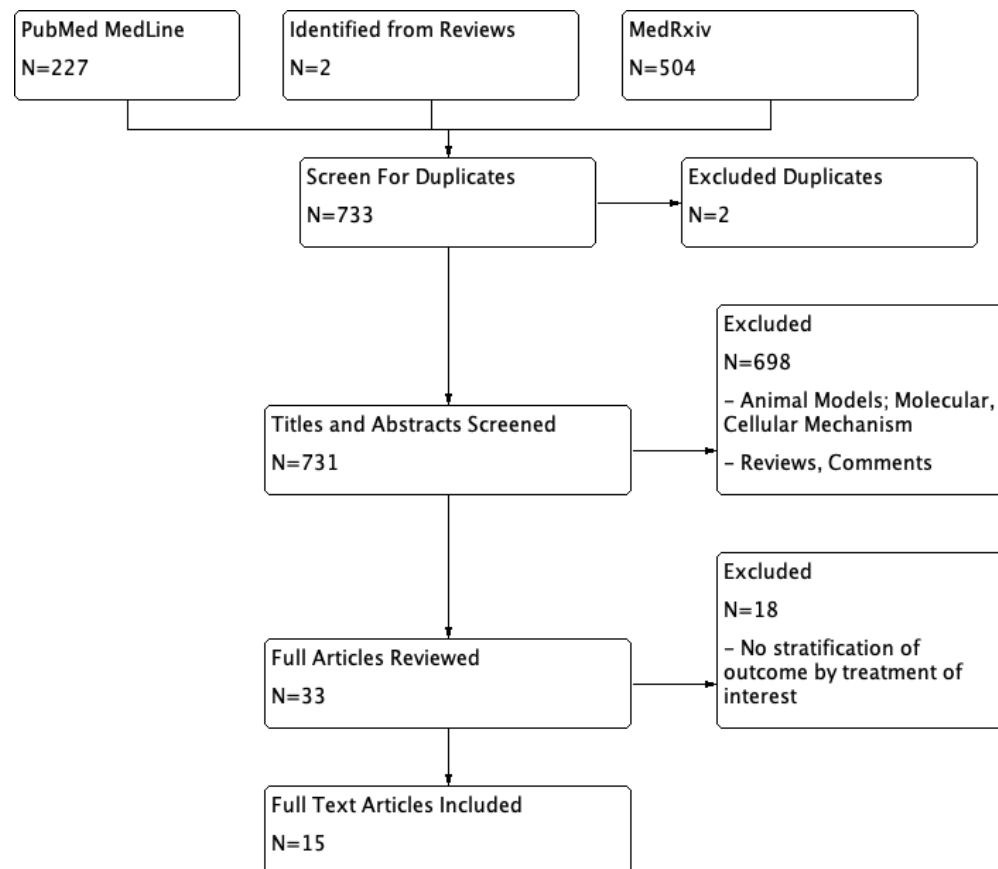 PubMed MedLine
N=227
Identified from Reviews
N=2
MedRxiv
N=504
Screen For Duplicates
N=733
Excluded Duplicates
N=2
Excluded
N=698
– Animal Models; Molecular,
Cellular Mechanism
– Reviews, Comments
Titles and Abstracts Screened
N=731
Excluded
N=18
– No stratification of
outcome by treatment of
interest
Full Articles Reviewed
N=33
Full Text Articles Included
N=15